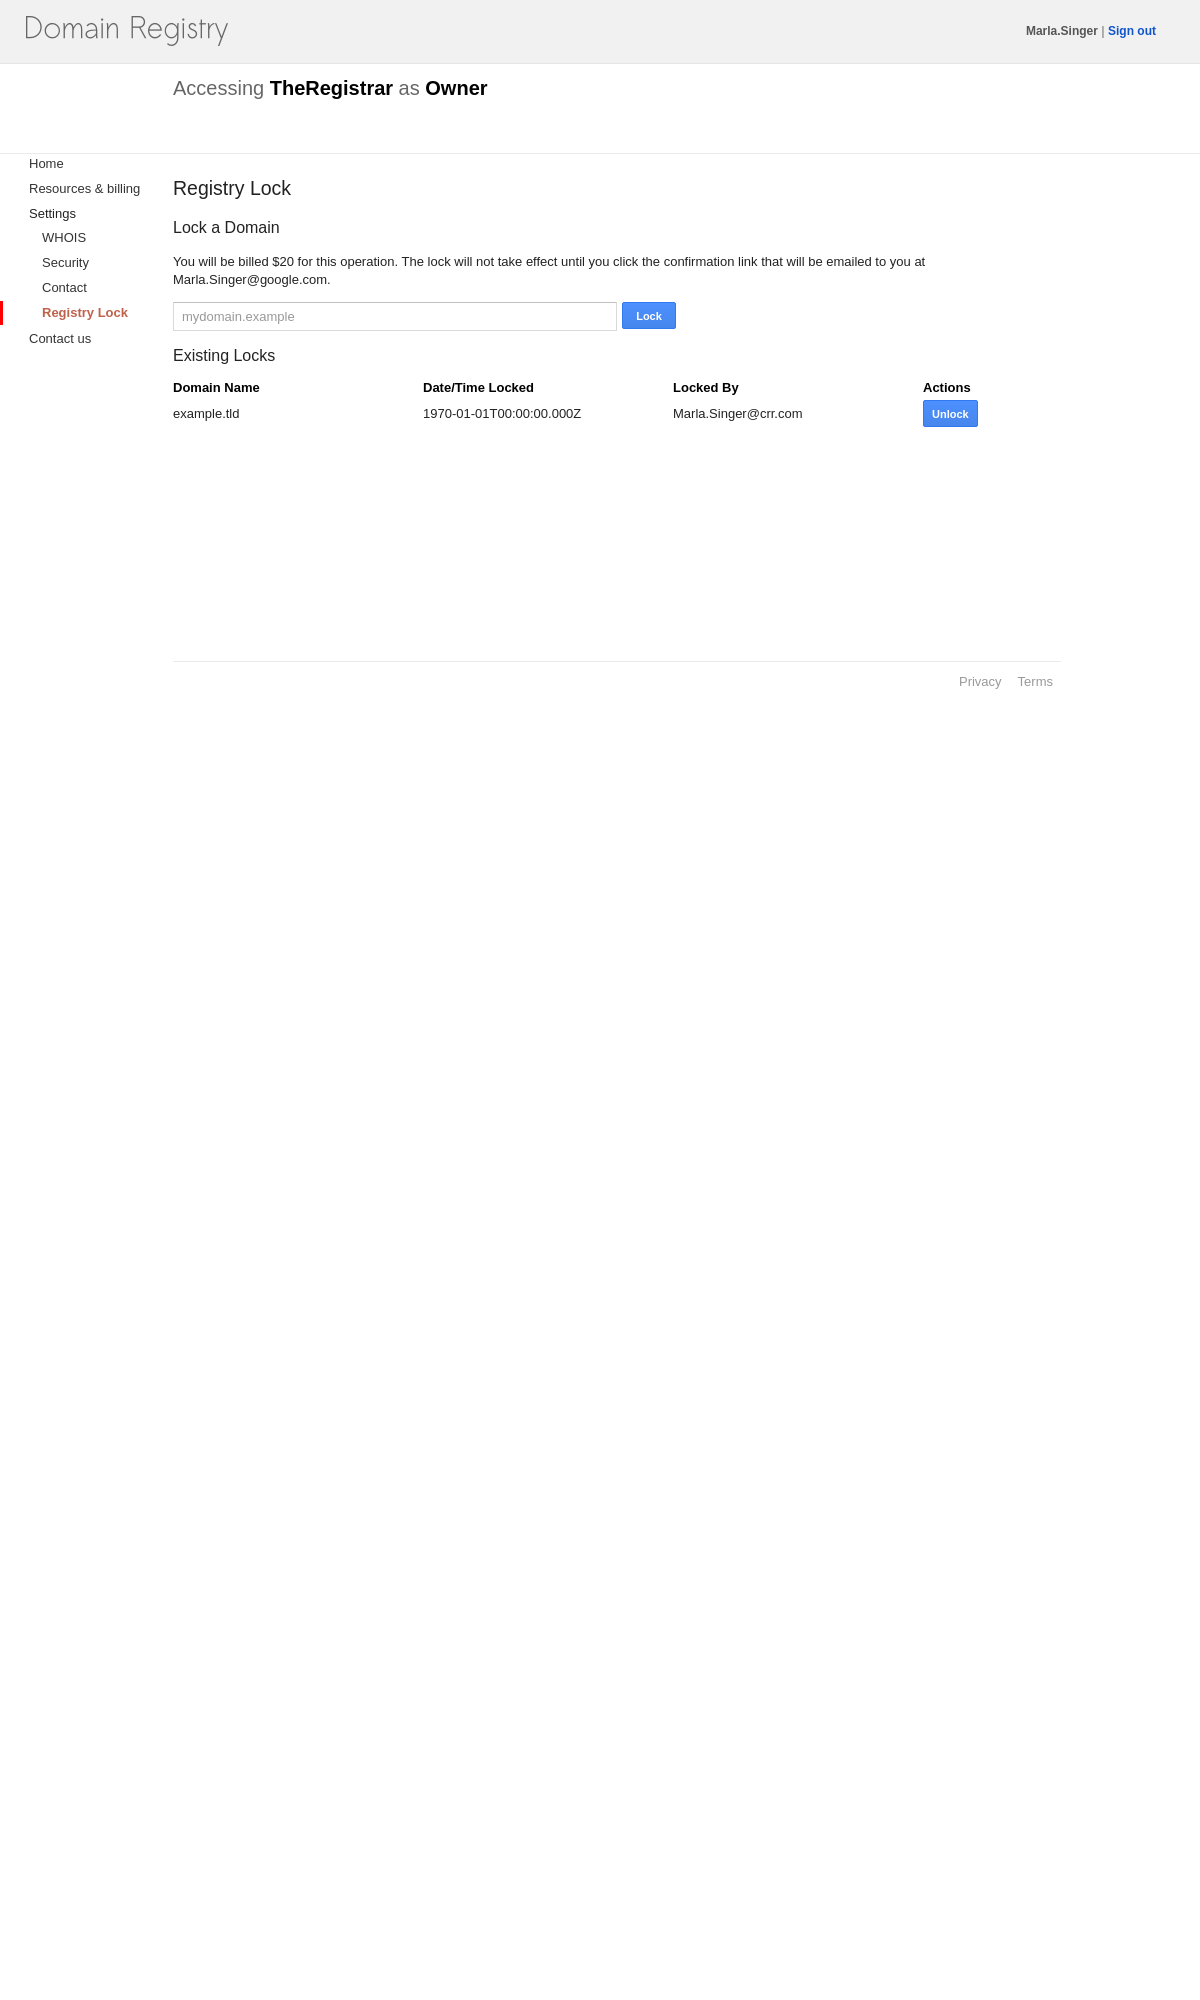 Domain Registry
Marla.Singer | Sign out
Accessing TheRegistrar as Owner
Home
Resources & billing
Settings
WHOIS
Security
Contact
Registry Lock
Contact us
Registry Lock
Lock a Domain
You will be billed $20 for this operation. The lock will not take effect until you click the confirmation link that will be emailed to you at
Marla.Singer@google.com.
mydomain.example Lock
Existing Locks
Domain Name Date/Time Locked Locked By Actions
example.tld 1970-01-01T00:00:00.000Z Marla.Singer@crr.com Unlock
Privacy Terms